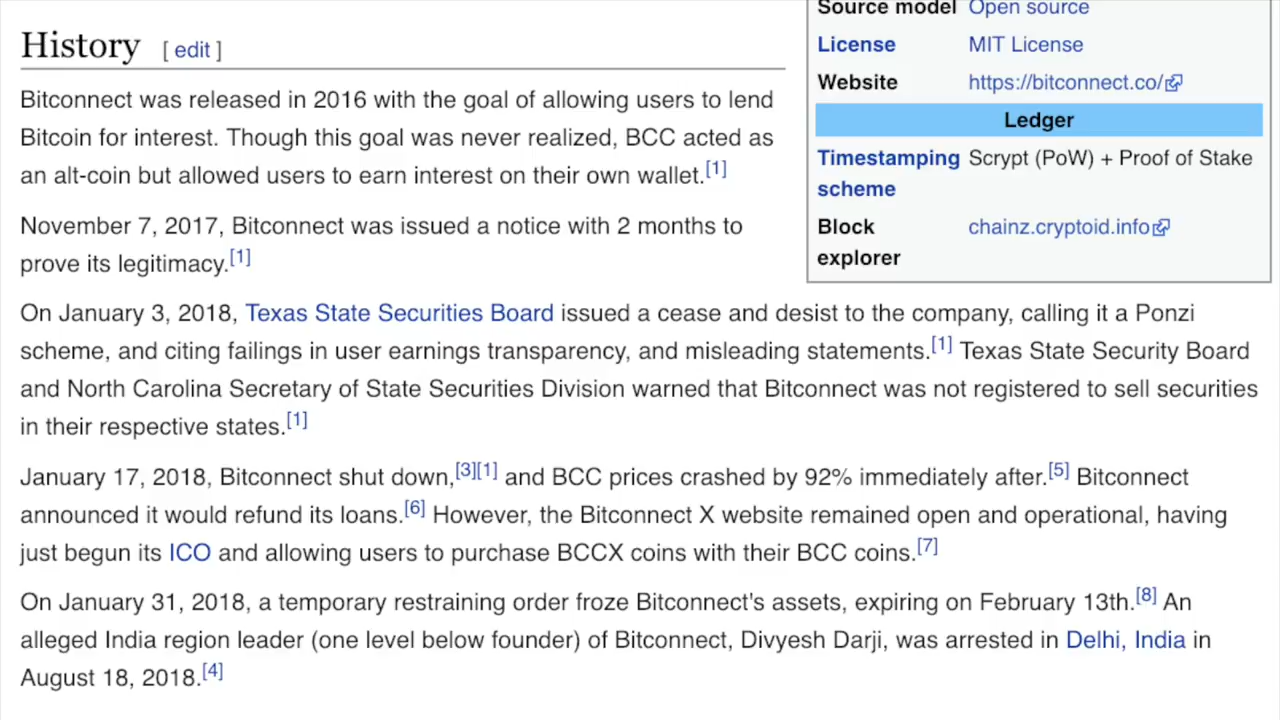 History [ edit ]
Bitconnect was released in 2016 with the goal of allowing users to lend
Bitcoin for interest. Though this goal was never realized, BCC acted as
an alt-coin but allowed users to earn interest on their own wallet.[1]
November 7, 2017, Bitconnect was issued a notice with 2 months to
prove its legitimacy.[1]
Source model Open source
License MIT License
Website https://bitconnect.co/
Ledger
Timestamping Scrypt (PoW) + Proof of Stake
scheme
Block chainz.cryptoid.info
explorer
On January 3, 2018, Texas State Securities Board issued a cease and desist to the company, calling it a Ponzi
scheme, and citing failings in user earnings transparency, and misleading statements.[1] Texas State Security Board
and North Carolina Secretary of State Securities Division warned that Bitconnect was not registered to sell securities
in their respective states.[1]
January 17, 2018, Bitconnect shut down,[3][1] and BCC prices crashed by 92% immediately after.[5] Bitconnect
announced it would refund its loans.[6] However, the Bitconnect X website remained open and operational, having
just begun its ICO and allowing users to purchase BCCX coins with their BCC coins.[7]
On January 31, 2018, a temporary restraining order froze Bitconnect's assets, expiring on February 13th.[8] An
alleged India region leader (one level below founder) of Bitconnect, Divyesh Darji, was arrested in Delhi, India in
August 18, 2018.[4]